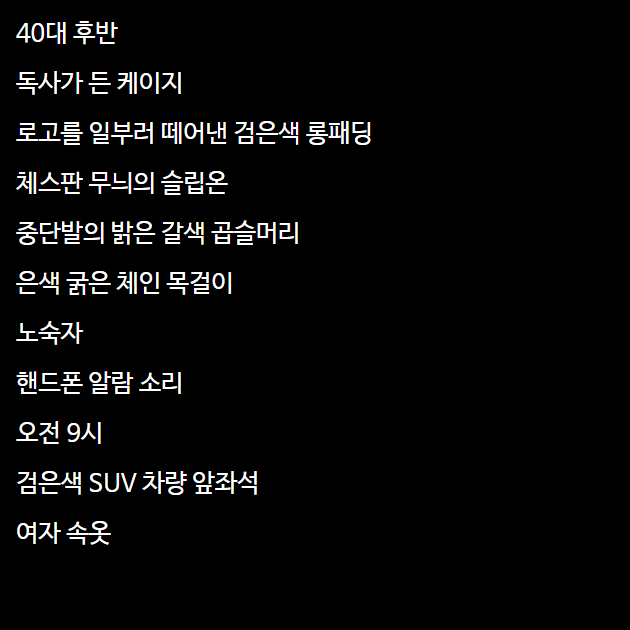 40대 후반
독사가 든 케이지
로고를 일부러 떼어낸 검은색 롱패딩
체스판 무늬의 슬립온
중단발의 밝은 갈색 곱슬머리
은색 굵은 체인 목걸이
노숙자
핸드폰 알람 소리
오전 9시
검은색 SUV 차량 앞좌석
여자 속옷